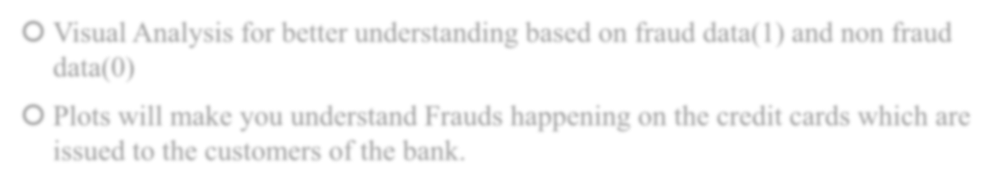 Visual Analysis for better understanding based on fraud data(1) and non fraud
data(0)
Plots will make you understand Frauds happening on the credit cards which are
issued to the customers of the bank.